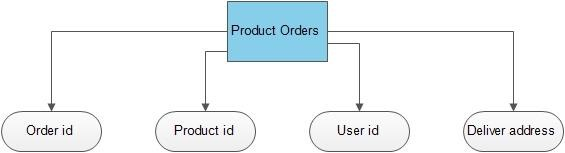 Product Orders
Order id
Product id
User id
Deliver address